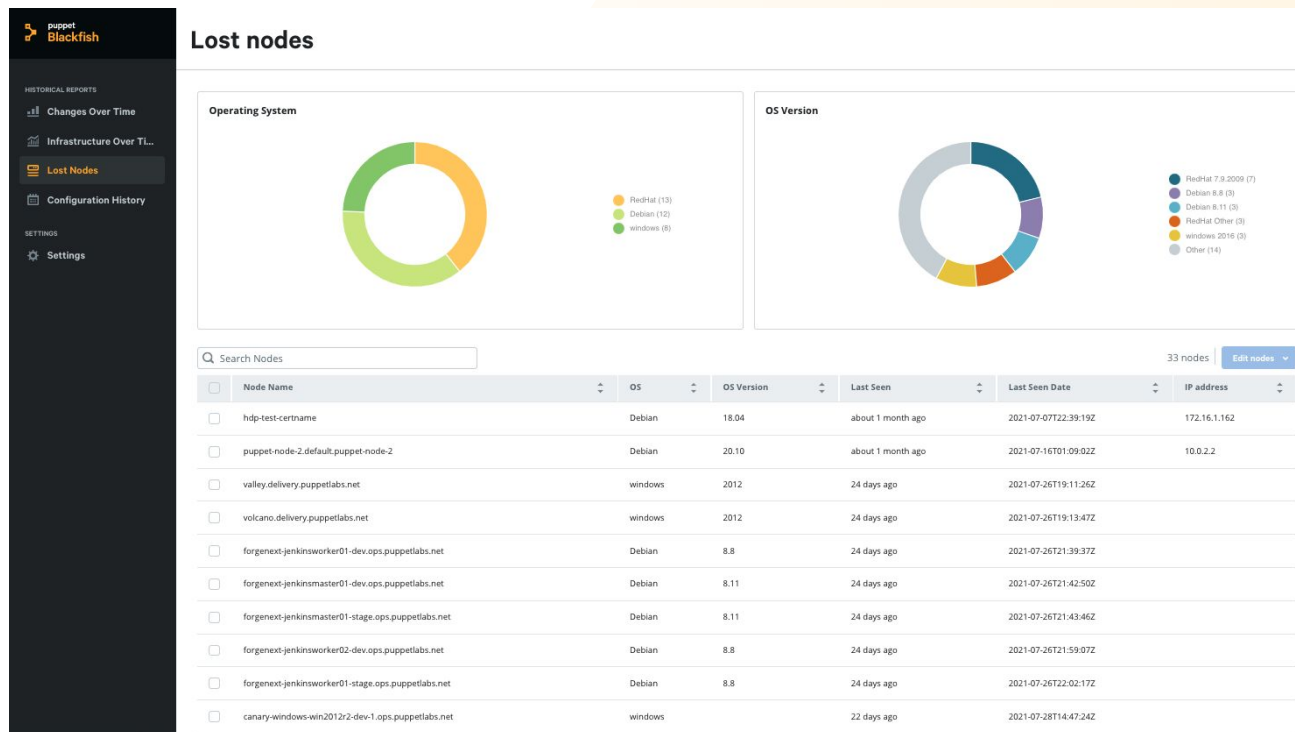 puppet
Blackfish
HISTORICAL REPORTS
Changes Over Time
Infrastructure Over Ti...
Lost Nodes
Configuration History
SETTINGS
Settings
Lost nodes
Operating System
RedHat (13)
Debian (12)
windows (8)
OS Version
RedHat 7.9.2009 (7)
Debian 8.8 (3)
Debian 8.11 (3)
RedHat Other (3)
windows 2016 (3)
Other (14)
Search Nodes
33 nodes Edit nodes
Node Name OS OS Version Last Seen Last Seen Date IP address
hdp-test-certname Debian 18.04 about 1 month ago 2021-07-07T22:39:19Z 172.16.1.162
puppet-node-2.default.puppet-node-2 Debian 20.10 about 1 month ago 2021-07-16T01:09:02Z 10.0.2.2
valley.delivery.puppetlabs.net windows 2012 24 days ago 2021-07-26T19:11:26Z
volcano.delivery.puppetlabs.net windows 2012 24 days ago 2021-07-26T19:13:47Z
forgenext-jenkinsworker01-dev.ops.puppetlabs.net Debian 8.8 24 days ago 2021-07-26T21:39:37Z
forgenext-jenkinsmaster01-dev.ops.puppetlabs.net Debian 8.11 24 days ago 2021-07-26T21:42:50Z
forgenext-jenkinsmaster01-stage.ops.puppetlabs.net Debian 8.11 24 days ago 2021-07-26T21:43:46Z
forgenext-jenkinsworker02-dev.ops.puppetlabs.net Debian 8.8 24 days ago 2021-07-26T21:59:07Z
forgenext-jenkinsworker01-stage.ops.puppetlabs.net Debian 8.8 24 days ago 2021-07-26T22:02:17Z
canary-windows-win2012r2-dev-1.ops.puppetlabs.net windows 22 days ago 2021-07-28T14:47:24Z